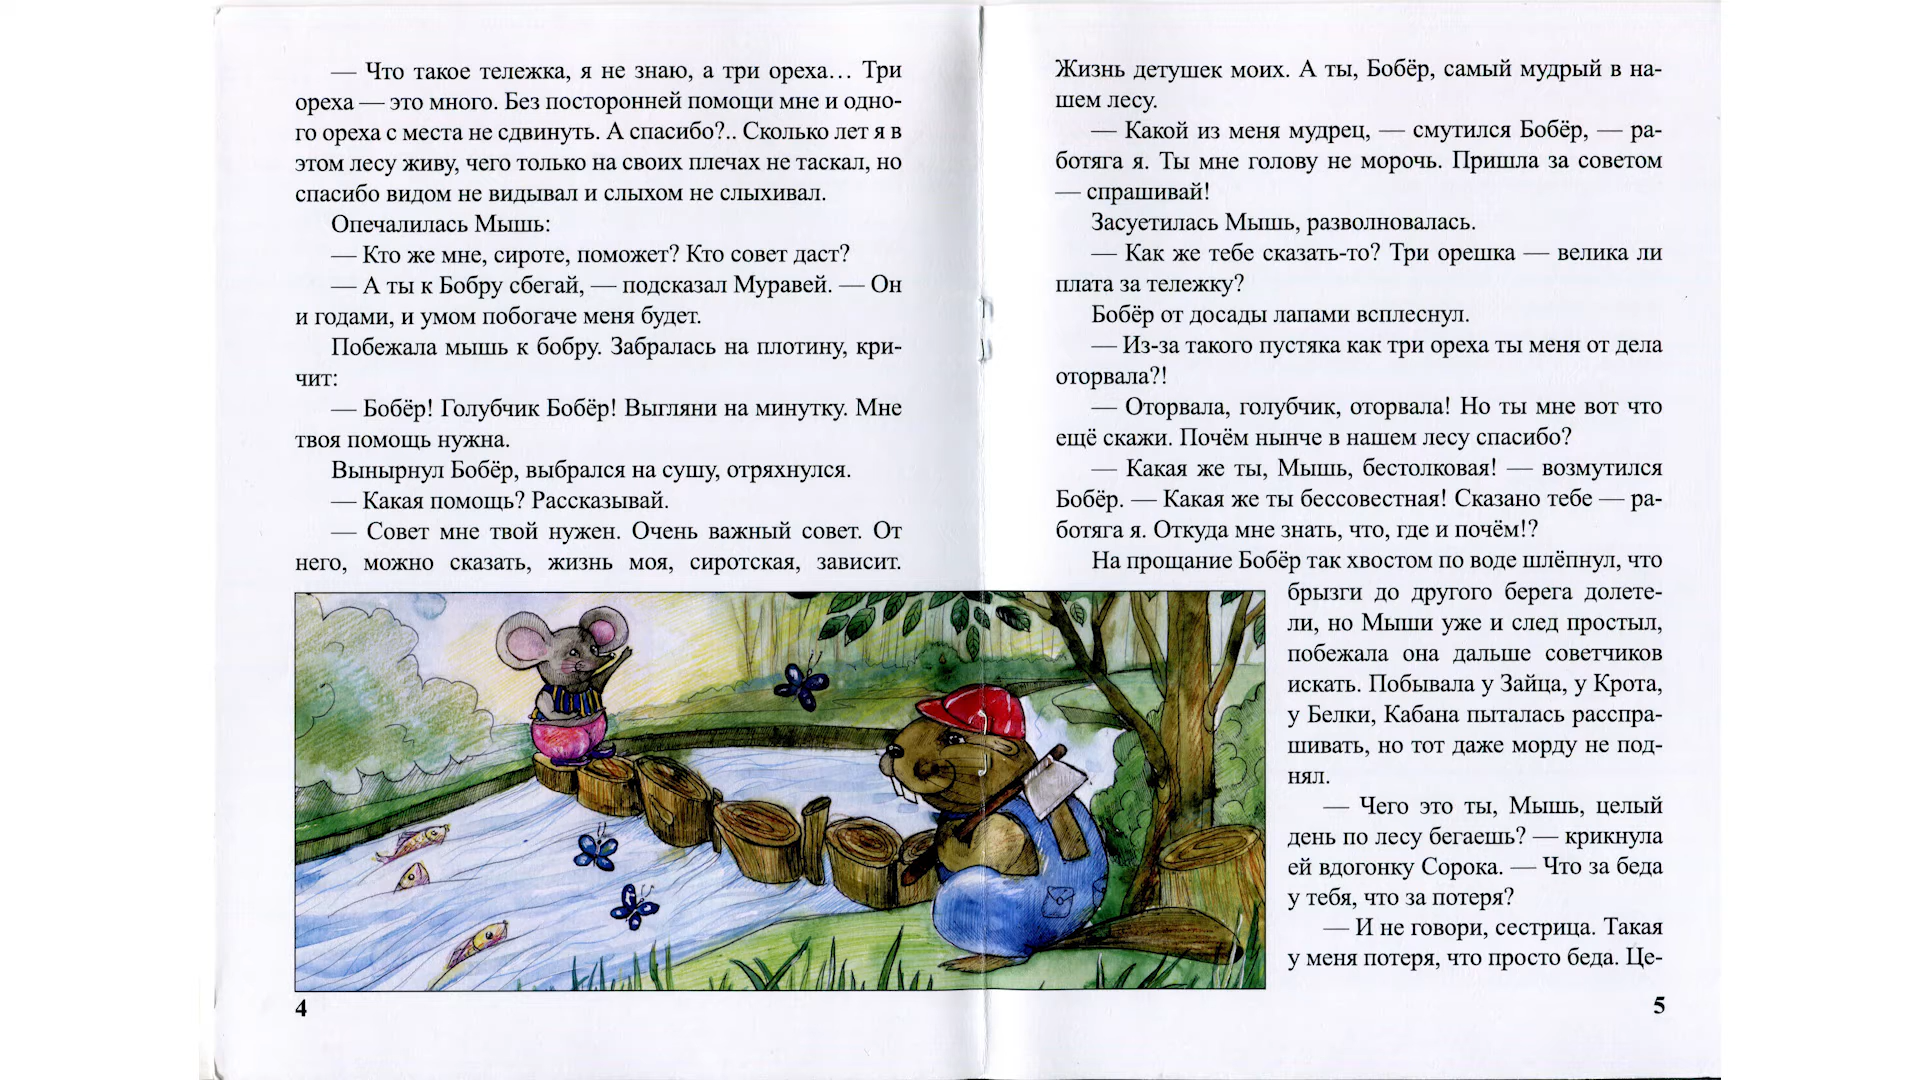 — Что такое тележка, я не знаю, а три ореха… Три
ореха — это много. Без посторонней помощи мне и одно-
го ореха с места не сдвинуть. А спасибо?.. Сколько лет я в
этом лесу живу, чего только на своих плечах не таскал, но
спасибо видом не видывал и слыхом не слыхивал.
Опечалилась Мышь:
— Кто же мне, сироте, поможет? Кто совет даст?
— А ты к Бобру сбегай, — подсказал Муравей. — Он
и годами, и умом побогаче меня будет.
Побежала мышь к бобру. Забралась на плотину, кри-
чит:
— Бобёр! Голубчик Бобёр! Выгляни на минутку. Мне
твоя помощь нужна.
Вынырнул Бобёр, выбрался на сушу, отряхнулся.
— Какая помощь? Рассказывай.
— Совет мне твой нужен. Очень важный совет. От
него, можно сказать, жизнь моя, сиротская, зависит.
4
Жизнь детушек моих. А ты, Бобёр, самый мудрый в на-
шем лесу.
— Какой из меня мудрец, — смутился Бобёр, — ра-
ботяга я. Ты мне голову не морочь. Пришла за советом
— спрашивай!
Засуетилась Мышь, разволновалась.
— Как же тебе сказать-то? Три орешка — велика ли
плата за тележку?
Бобёр от досады лапами всплеснул.
— Из-за такого пустяка как три ореха ты меня от дела
оторвала?!
— Оторвала, голубчик, оторвала! Но ты мне вот что
ещё скажи. Почём нынче в нашем лесу спасибо?
— Какая же ты, Мышь, бестолковая! — возмутился
Бобёр. — Какая же ты бессовестная! Сказано тебе — ра-
ботяга я. Откуда мне знать, что, где и почём!?
На прощание Бобёр так хвостом по воде шлёпнул, что
брызги до другого берега долете-
ли, но Мыши уже и след простыл,
побежала она дальше советчиков
искать. Побывала у Зайца, у Крота,
у Белки, Кабана пыталась расспра-
шивать, но тот даже морду не под-
нял.
— Чего это ты, Мышь, целый
день по лесу бегаешь? — крикнула
ей вдогонку Сорока. — Что за беда
у тебя, что за потеря?
— И не говори, сестрица. Такая
у меня потеря, что просто беда. Це-
5